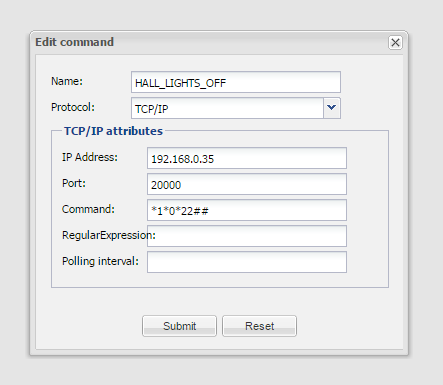 Edit command
Name: HALL_LIGHTS_OFF
Protocol: TCP/IP
TCP/IP attributes
IP Address: 192.168.0.35
Port: 20000
Command: *1*0*22##
RegularExpression:
Polling interval:
Submit Reset